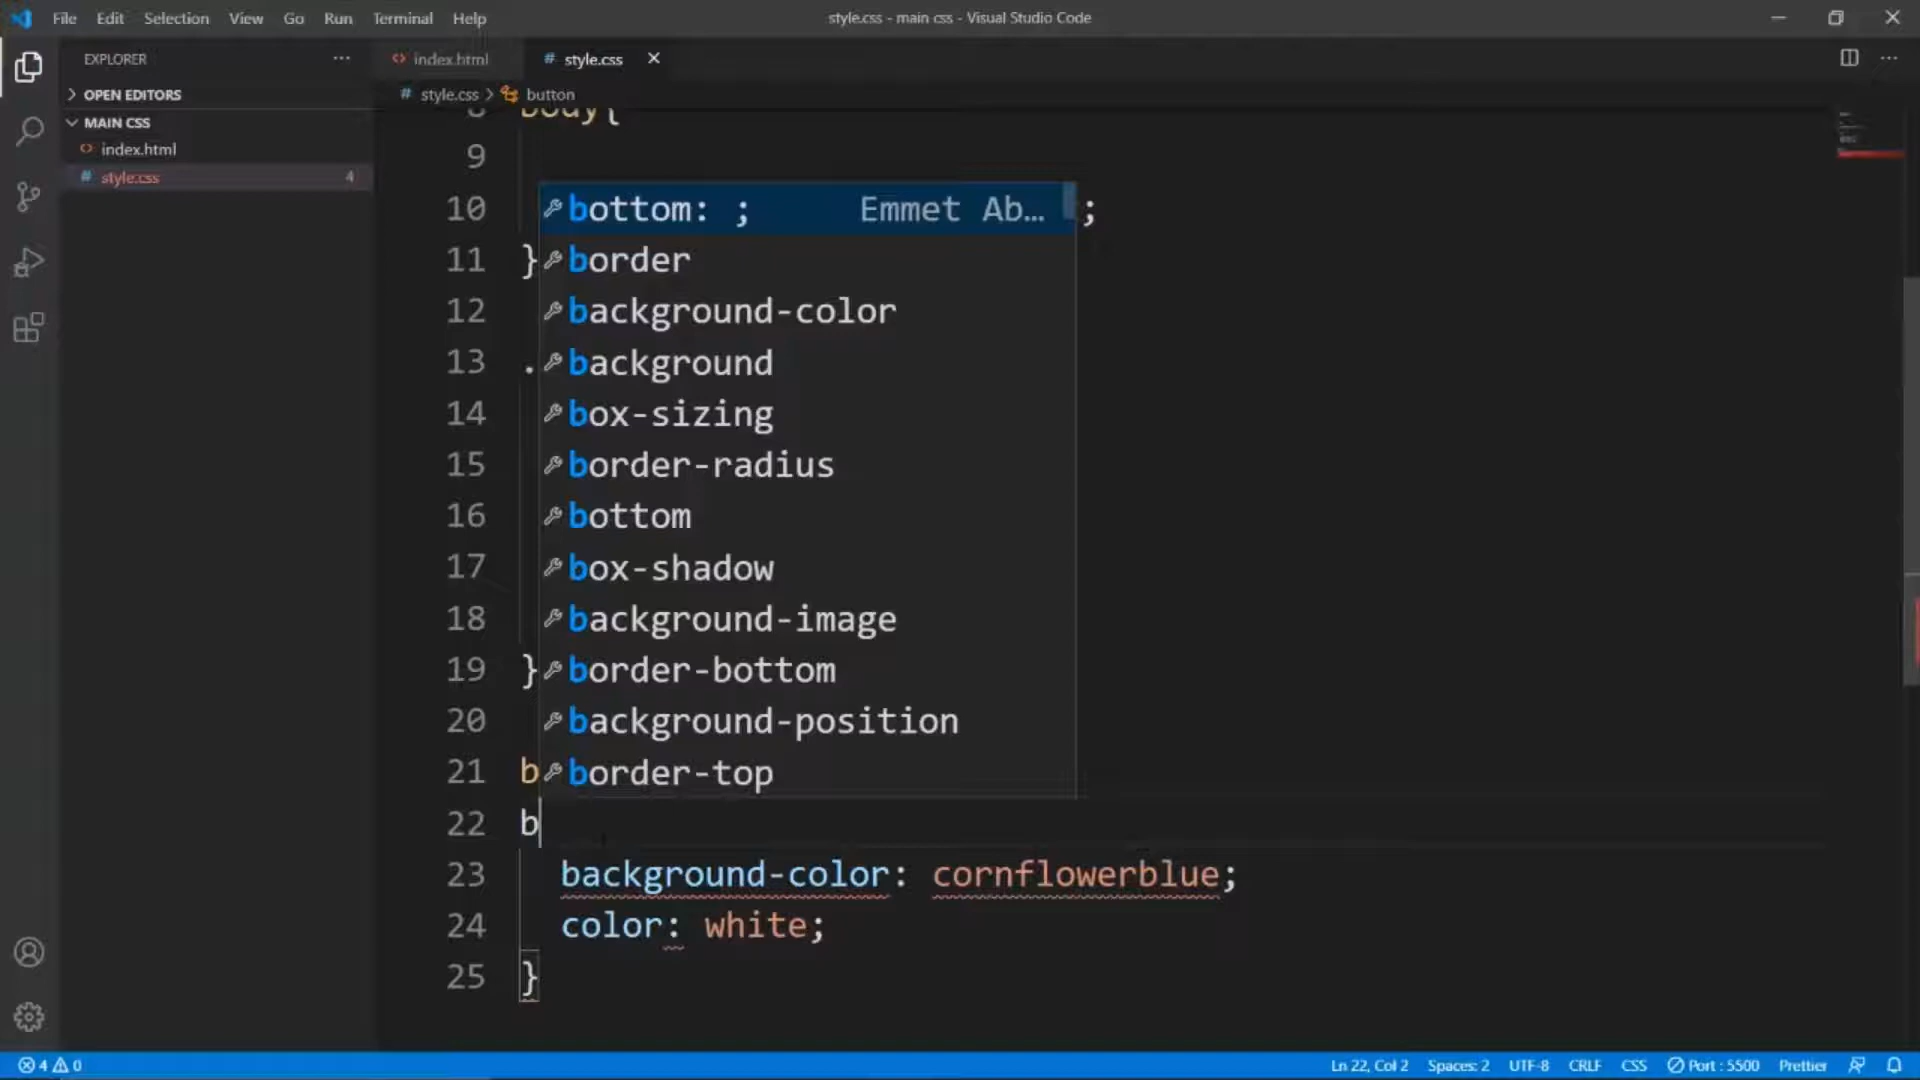 File Edit Selection View Go Run Terminal Help
style.css - main css - Visual Studio Code
EXPLORER ···
index.html
# style.css
OPEN EDITORS
# style.css > button
MAIN CSS
index.html
# style.css 4
body{
9
10 ;
bottom: ; Emmet Ab...
11 }
border
12
background-color
13 .
background
14
box-sizing
15
border-radius
16
bottom
17
box-shadow
18
background-image
19 }
border-bottom
20
background-position
21 b
border-top
22 b
23 background-color: cornflowerblue;
24 color: white;
25 }
4 0
Ln 22, Col 2 Spaces: 2 UTF-8 CRLF CSS Port : 5500 Prettier